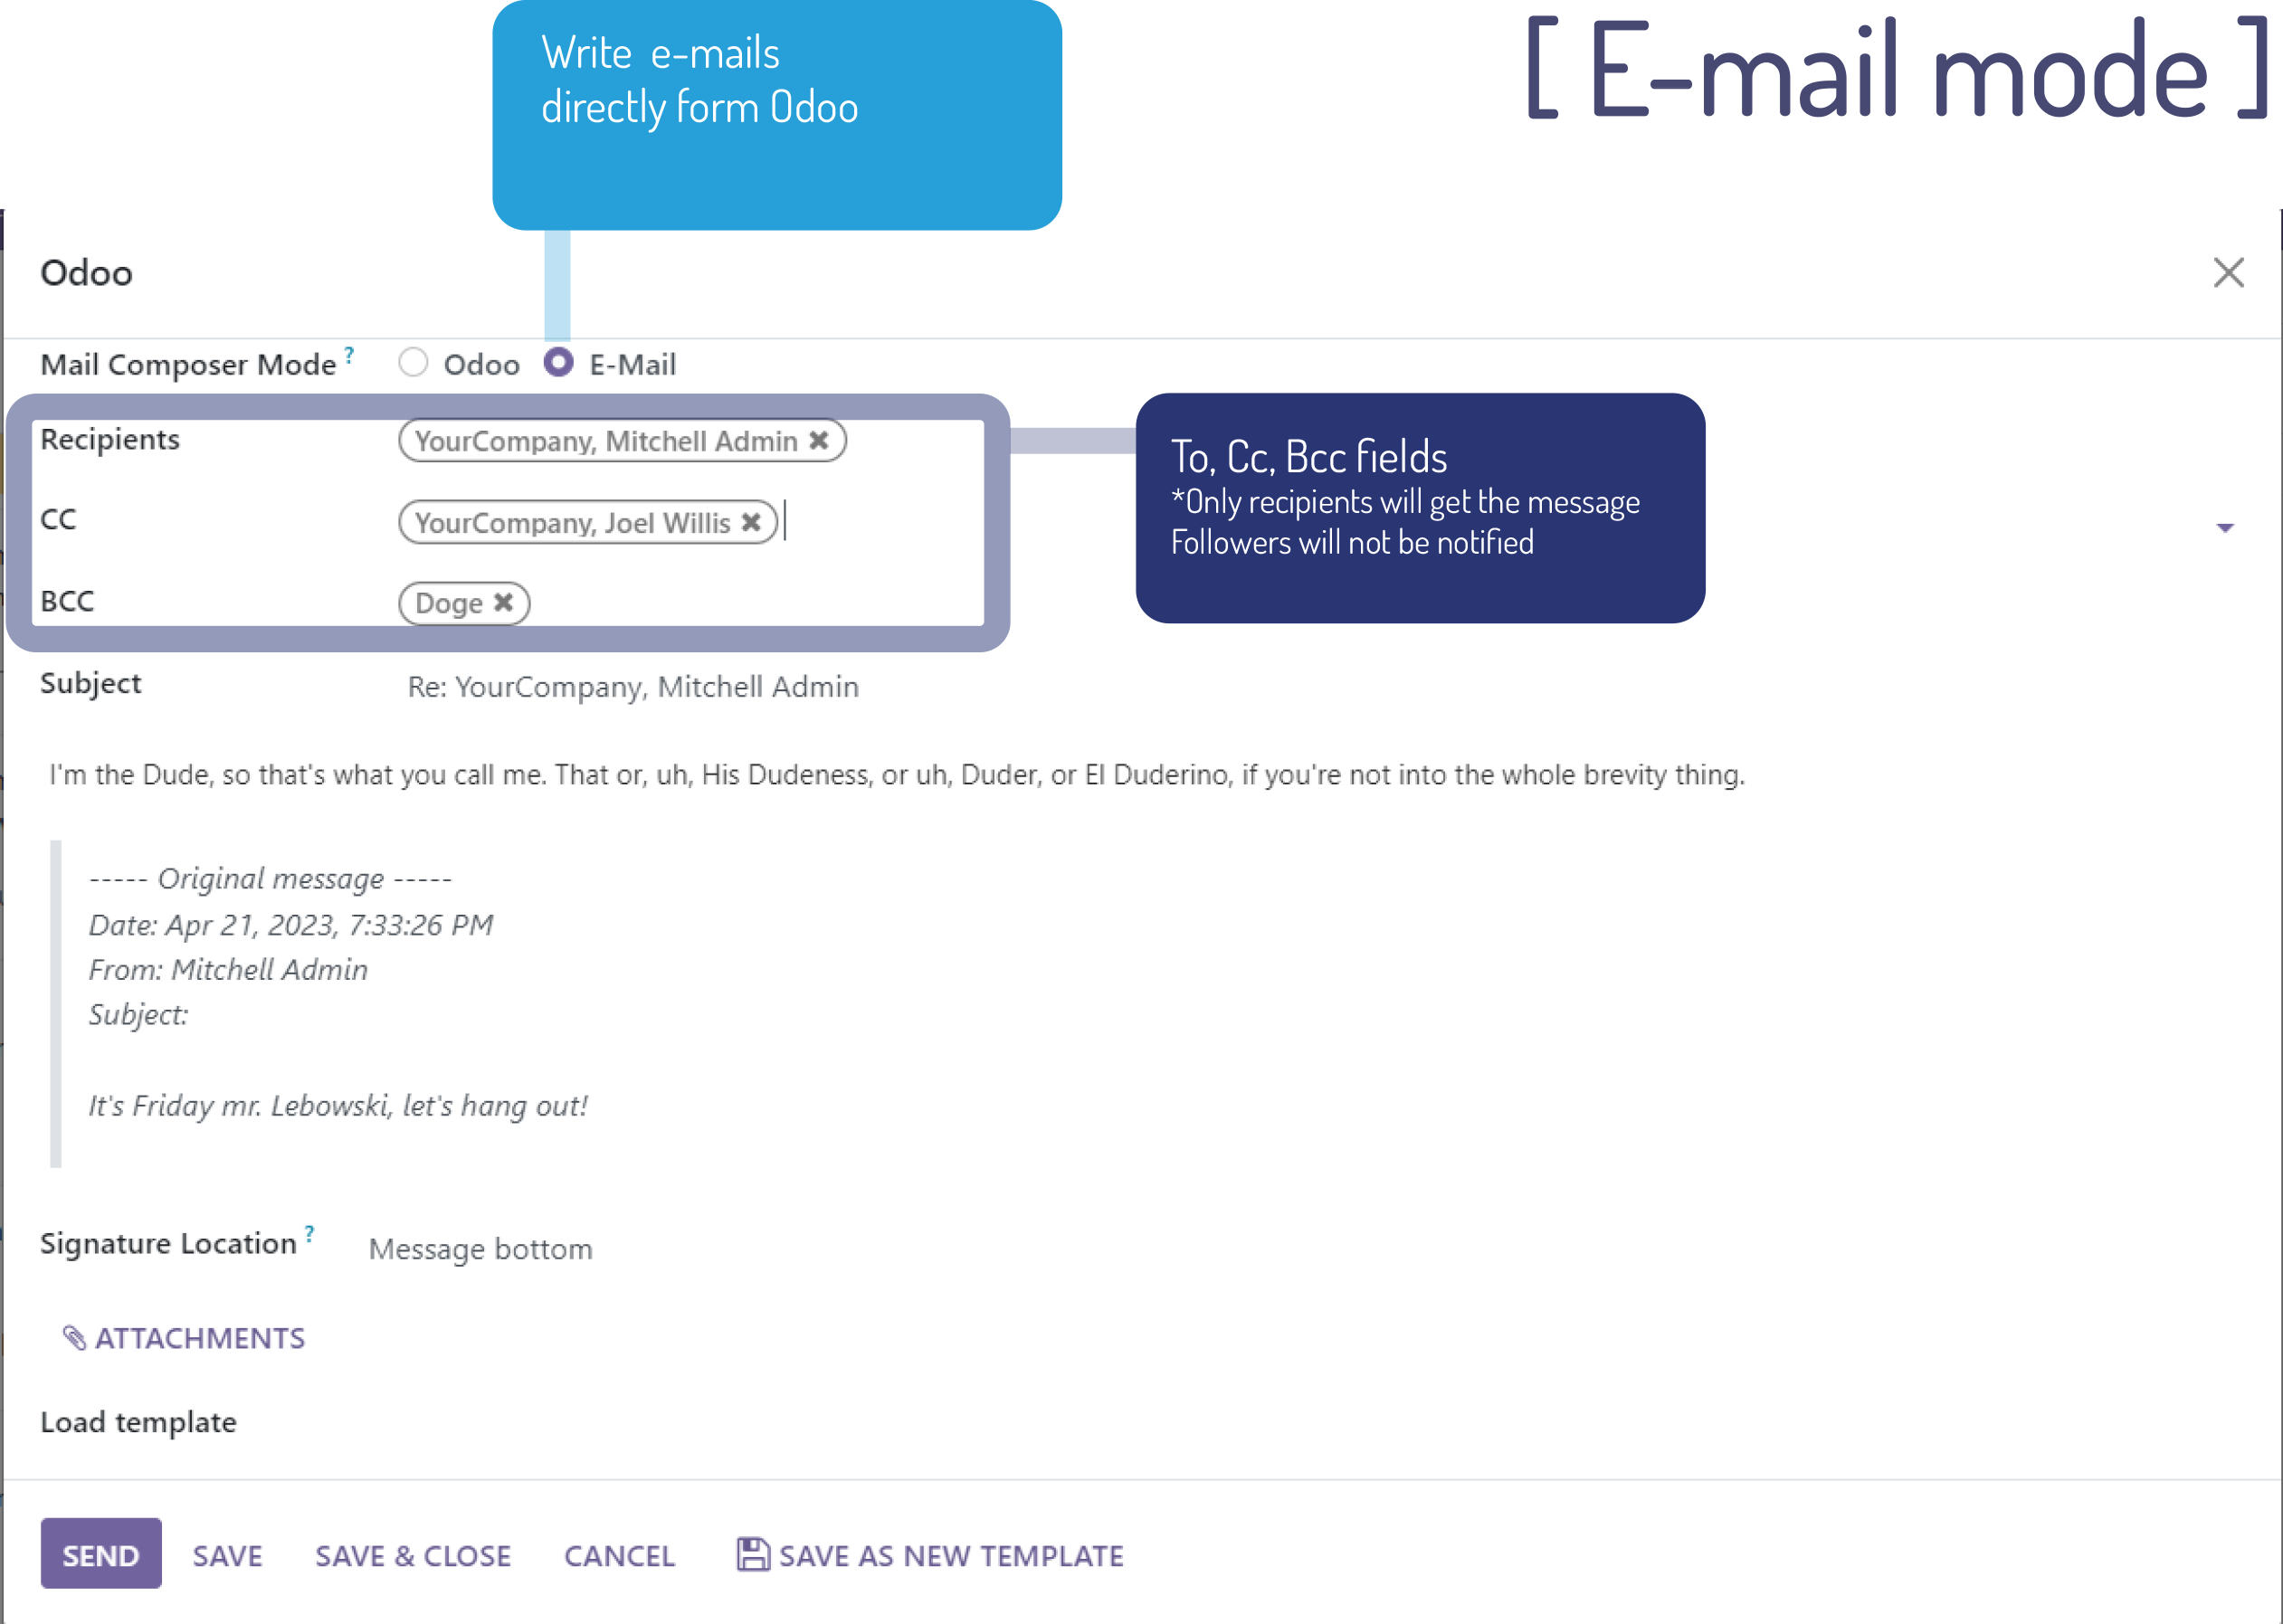 Write e-mails
directly form Odoo
[ E-mail mode ]
Odoo
Mail Composer Mode ? Odoo E-Mail
Recipients YourCompany, Mitchell Admin ✖
CC YourCompany, Joel Willis ✖
BCC Doge ✖
To, Cc, Bcc fields
*Only recipients will get the message
Followers will not be notified
Subject Re: YourCompany, Mitchell Admin
I'm the Dude, so that's what you call me. That or, uh, His Dudeness, or uh, Duder, or El Duderino, if you're not into the whole brevity thing.
----- Original message -----
Date: Apr 21, 2023, 7:33:26 PM
From: Mitchell Admin
Subject:
It's Friday mr. Lebowski, let's hang out!
Signature Location ? Message bottom
ATTACHMENTS
Load template
SEND SAVE SAVE & CLOSE CANCEL SAVE AS NEW TEMPLATE